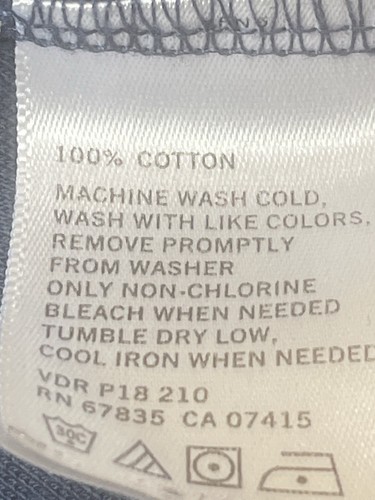 100% COTTON
MACHINE WASH COLD,
WASH WITH LIKE COLORS,
REMOVE PROMPTLY
FROM WASHER
ONLY NON-CHLORINE
BLEACH WHEN NEEDED
TUMBLE DRY LOW,
COOL IRON WHEN NEEDED
VDR P18 210
RN 67835 CA 07415
30C